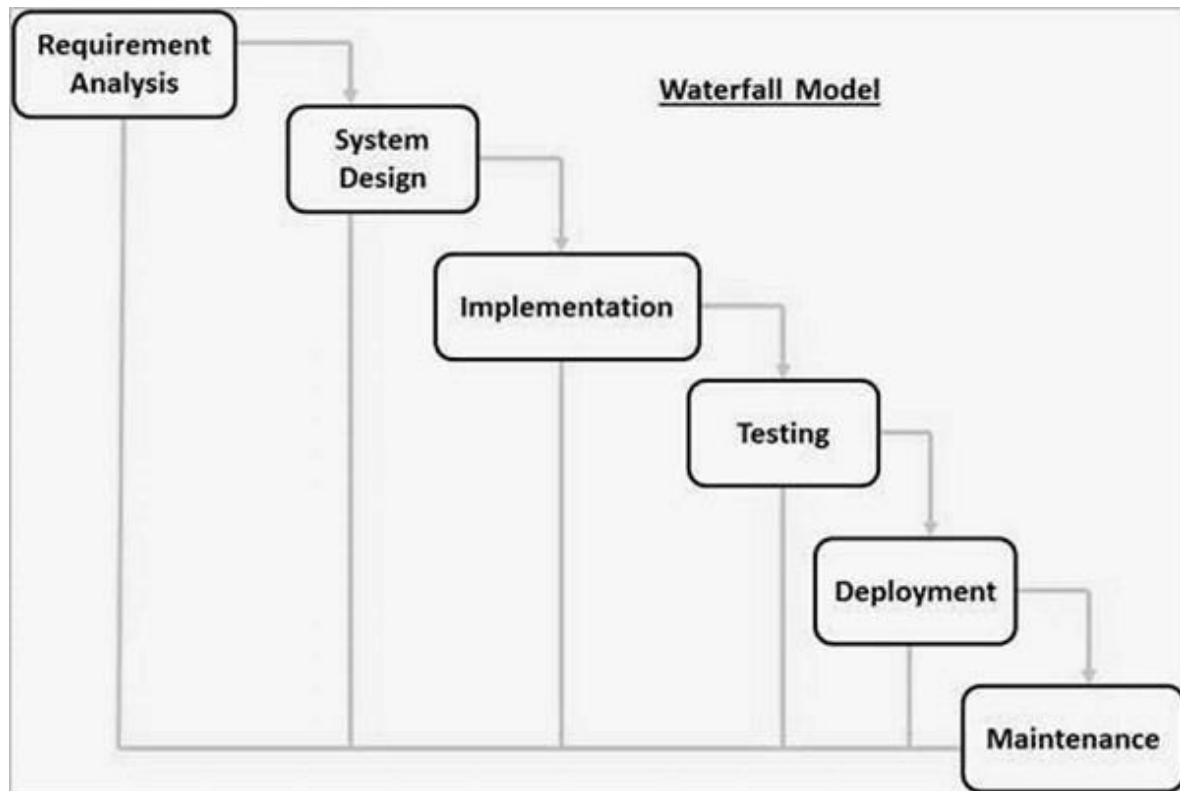 Requirement
Analysis
Waterfall Model
System
Design
Implementation
Testing
Deployment
Maintenance